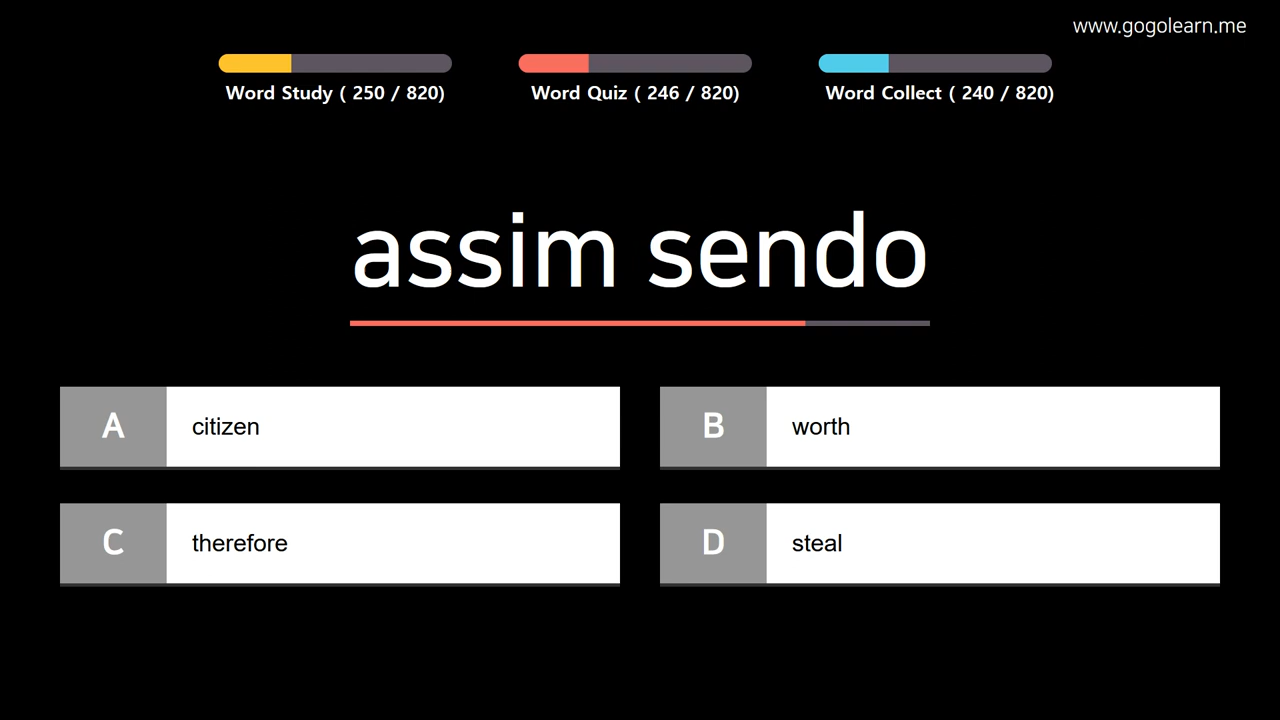 www.gogolearn.me
Word Study ( 250 / 820)
Word Quiz ( 246 / 820)
Word Collect ( 240 / 820)
assim sendo
A citizen
B worth
C therefore
D steal